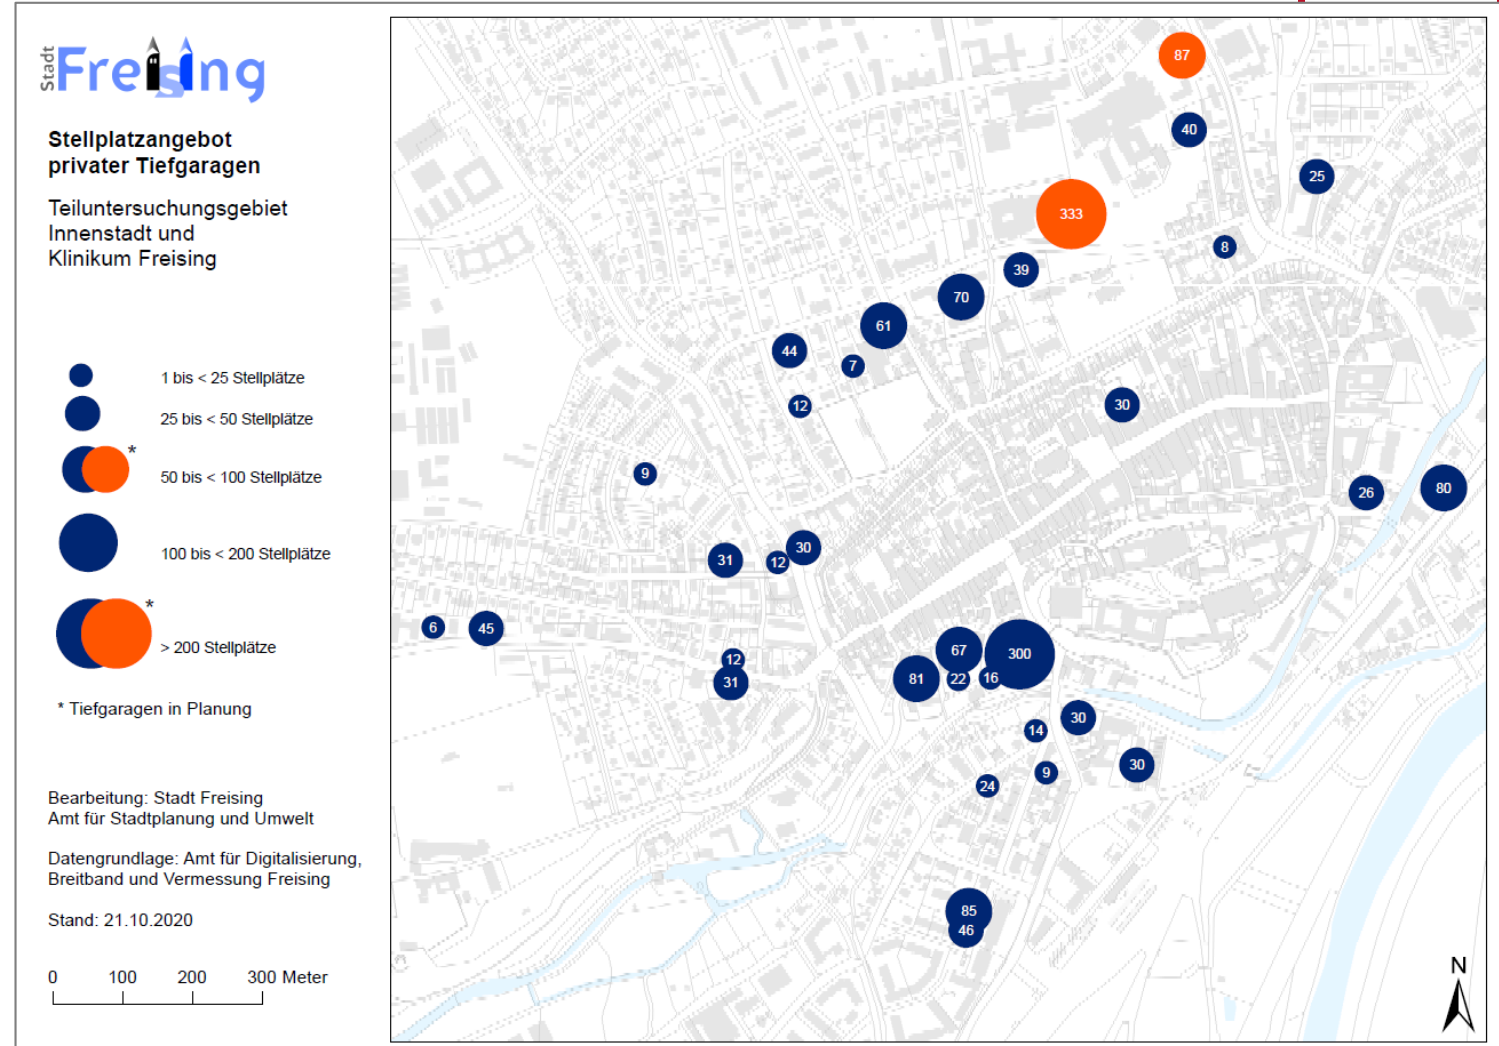 Stadt
Freising
Stellplatzangebot
privater Tiefgaragen
Teiluntersuchungsgebiet
Innenstadt und
Klinikum Freising
1 bis < 25 Stellplätze
25 bis < 50 Stellplätze
*
50 bis < 100 Stellplätze
100 bis < 200 Stellplätze
*
> 200 Stellplätze
* Tiefgaragen in Planung
Bearbeitung: Stadt Freising
Amt für Stadtplanung und Umwelt
Datengrundlage: Amt für Digitalisierung,
Breitband und Vermessung Freising
Stand: 21.10.2020
0 100 200 300 Meter
87
40
25
333
8
39
70
61
44
7
12
30
9
26
80
30
31
12
6
45
67
300
12
31
81
22
16
30
14
30
9
24
85
46
N